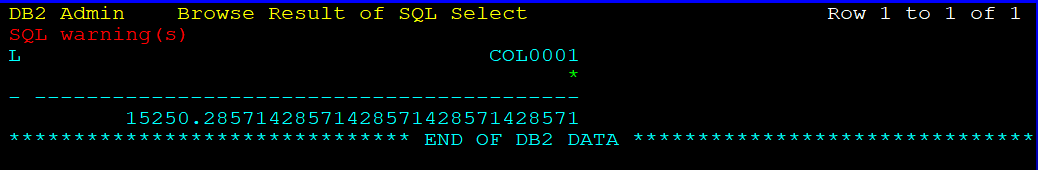 DB2 Admin    Browse Result of SQL Select                       Row 1 to 1 of 1
SQL warning(s)
L                                    COL0001
                                           *
- ------------------------------------------
         15250.28571428571428571428571428571
******************************* END OF DB2 DATA *******************************